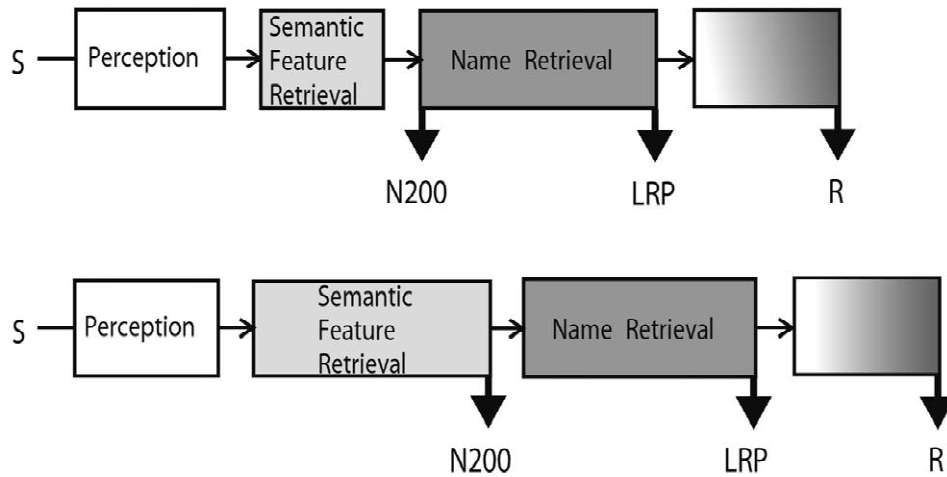 S Perception Semantic
Feature
Retrieval Name Retrieval
N200 LRP R
S Perception Semantic
Feature
Retrieval Name Retrieval
N200 LRP R